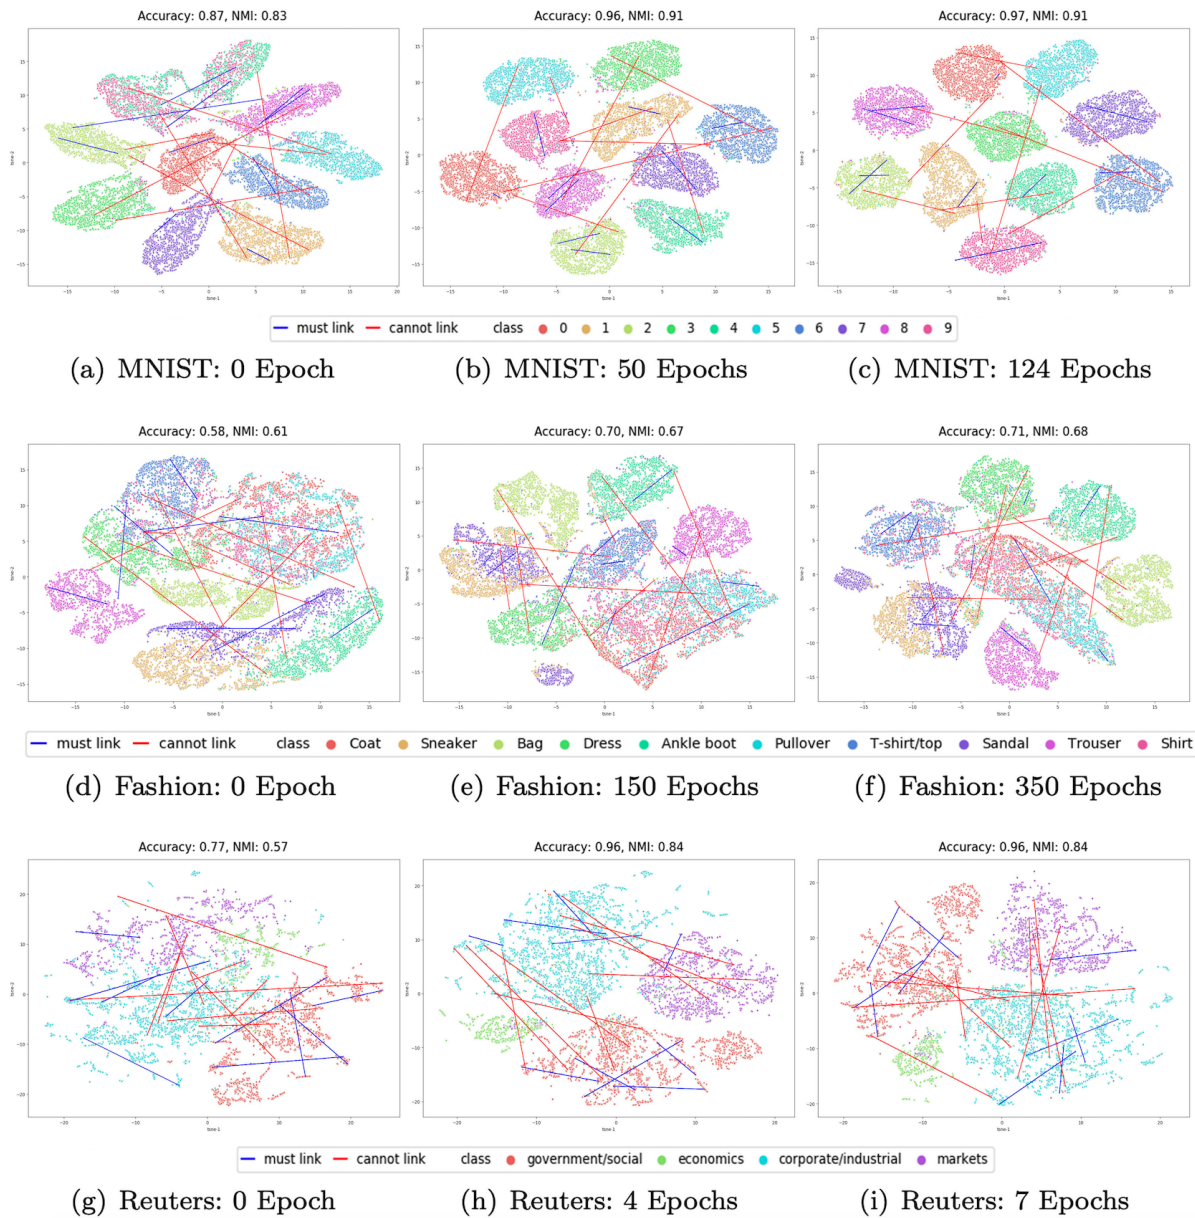 Accuracy: 0.87, NMI: 0.83
Accuracy: 0.96, NMI: 0.91
Accuracy: 0.97, NMI: 0.91
must link cannot link class 0 1 2 3 4 5 6 7 8 9
(a) MNIST: 0 Epoch
(b) MNIST: 50 Epochs
(c) MNIST: 124 Epochs
Accuracy: 0.58, NMI: 0.61
Accuracy: 0.70, NMI: 0.67
Accuracy: 0.71, NMI: 0.68
must link cannot link class Coat Sneaker Bag Dress Ankle boot Pullover T-shirt/top Sandal Trouser Shirt
(d) Fashion: 0 Epoch
(e) Fashion: 150 Epochs
(f) Fashion: 350 Epochs
Accuracy: 0.77, NMI: 0.57
Accuracy: 0.96, NMI: 0.84
Accuracy: 0.96, NMI: 0.84
must link cannot link class government/social economics corporate/industrial markets
(g) Reuters: 0 Epoch
(h) Reuters: 4 Epochs
(i) Reuters: 7 Epochs